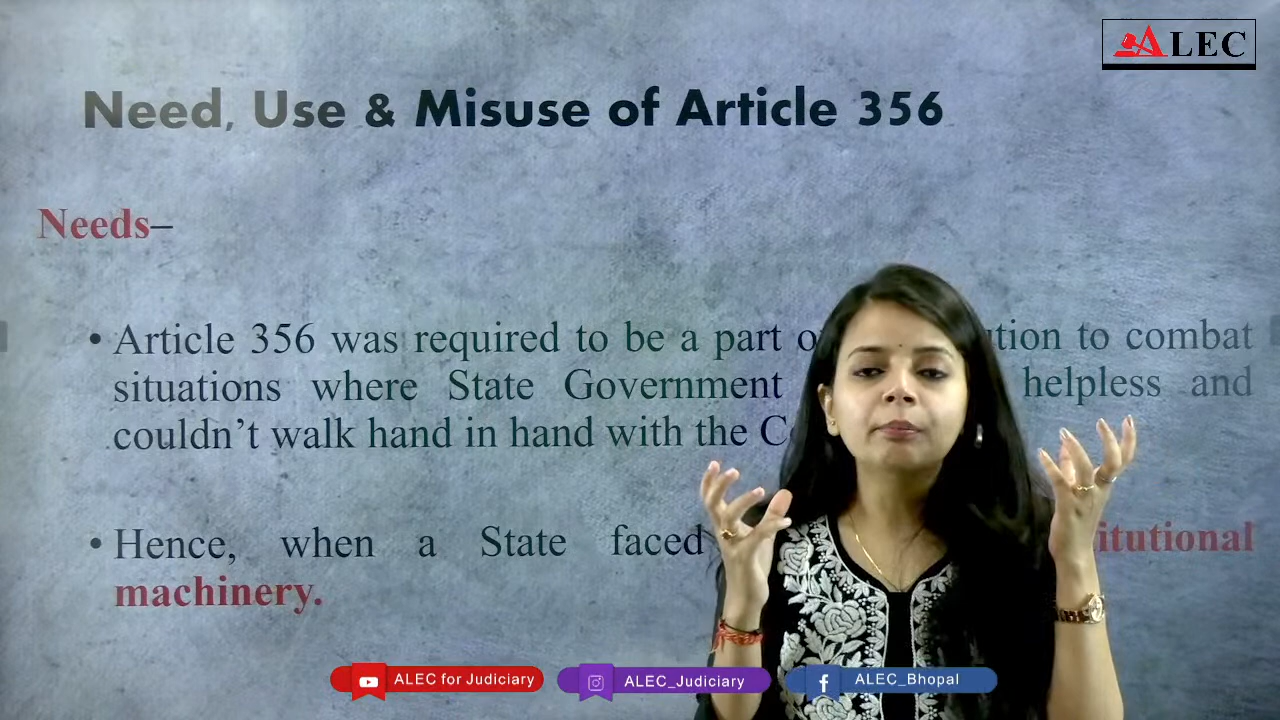 ALEC
Need, Use & Misuse of Article 356
Needs–
• Article 356 was required to be a part to combat
situations where State Government helpless and
couldn't walk hand in hand with the
• Hence, when a State faced
machinery.
ALEC for Judiciary
ALEC_Judiciary
ALEC_Bhopal